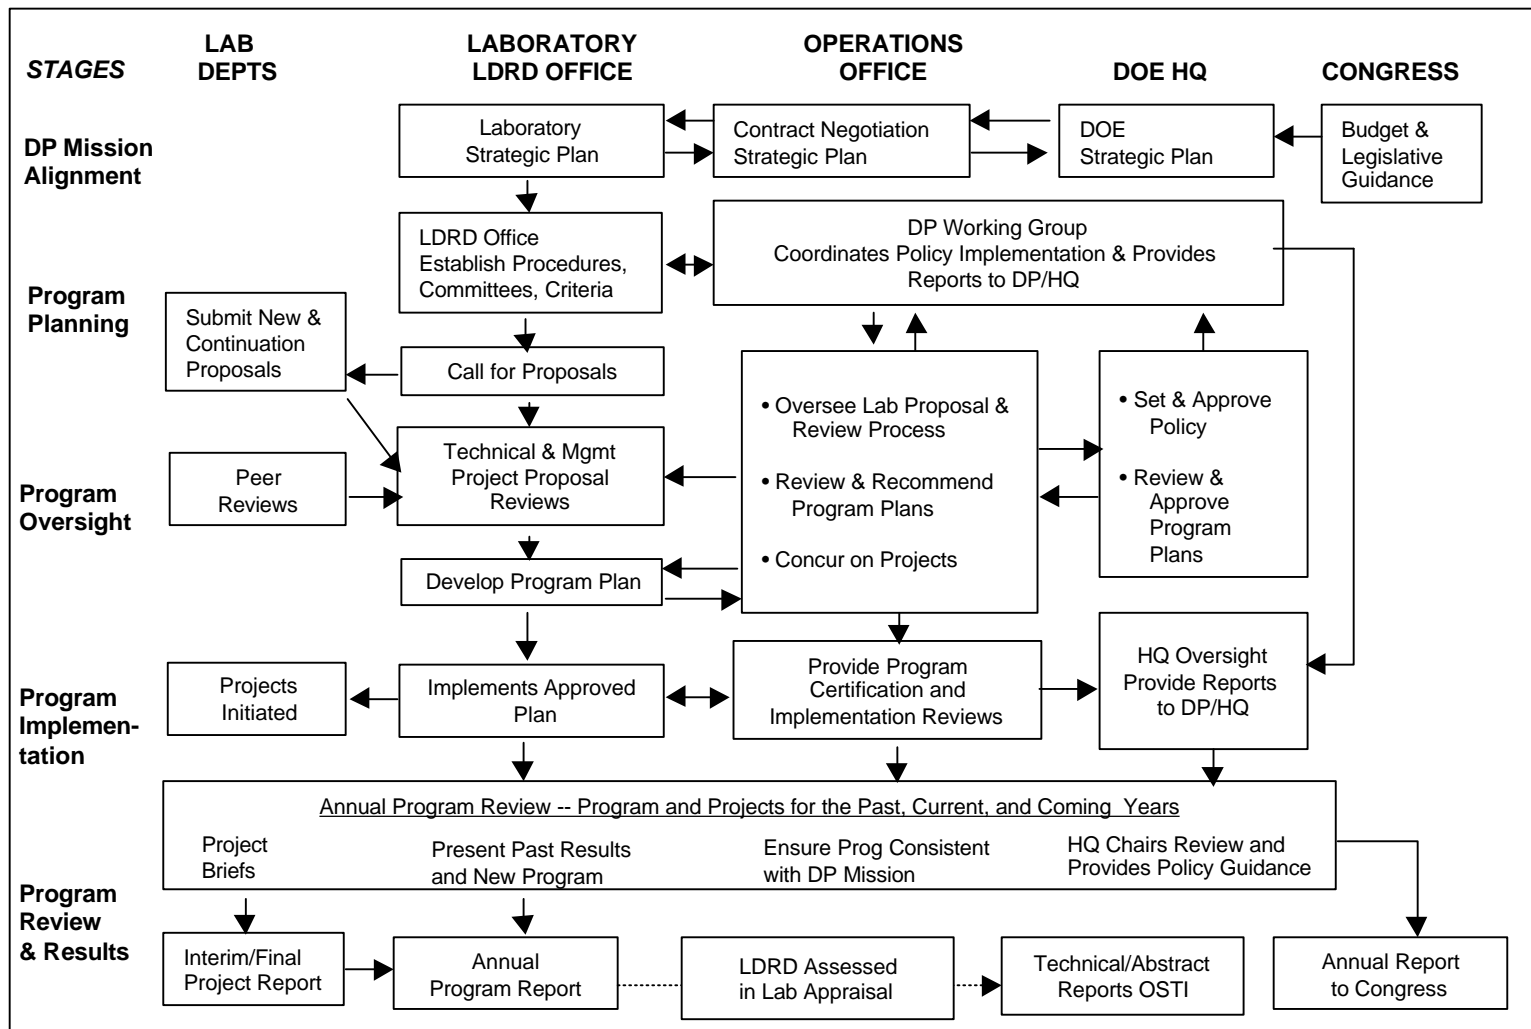 LAB
DEPTS
LABORATORY
LDRD OFFICE
OPERATIONS
OFFICE
STAGES
DOE HQ
CONGRESS
DP Mission
Alignment
Laboratory
Strategic Plan
Contract Negotiation
Strategic Plan
DOE
Strategic Plan
Budget &
Legislative
Guidance
LDRD Office
Establish Procedures,
Committees, Criteria
DP Working Group
Coordinates Policy Implementation & Provides
Reports to DP/HQ
Program
Planning
Submit New &
Continuation
Proposals
Call for Proposals
• Oversee Lab Proposal &
Review Process
• Review & Recommend
Program Plans
• Concur on Projects
• Set & Approve
Policy
• Review &
Approve
Program
Plans
Program
Oversight
Peer
Reviews
Technical & Mgmt
Project Proposal
Reviews
Develop Program Plan
Program
Implemen-
tation
Projects
Initiated
Implements Approved
Plan
Provide Program
Certification and
Implementation Reviews
HQ Oversight
Provide Reports
to DP/HQ
Annual Program Review -- Program and Projects for the Past, Current, and Coming Years
Project
Briefs
Present Past Results
and New Program
Ensure Prog Consistent
with DP Mission
HQ Chairs Review and
Provides Policy Guidance
Program
Review
& Results
Interim/Final
Project Report
Annual
Program Report
LDRD Assessed
in Lab Appraisal
Technical/Abstract
Reports OSTI
Annual Report
to Congress